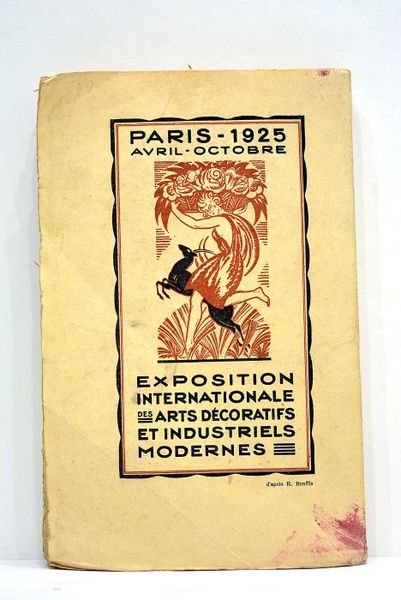 PARIS - 1925
AVRIL - OCTOBRE
EXPOSITION
INTERNATIONALE
DES ARTS DÉCORATIFS
ET INDUSTRIELS
MODERNES
d'après R. Bonfils